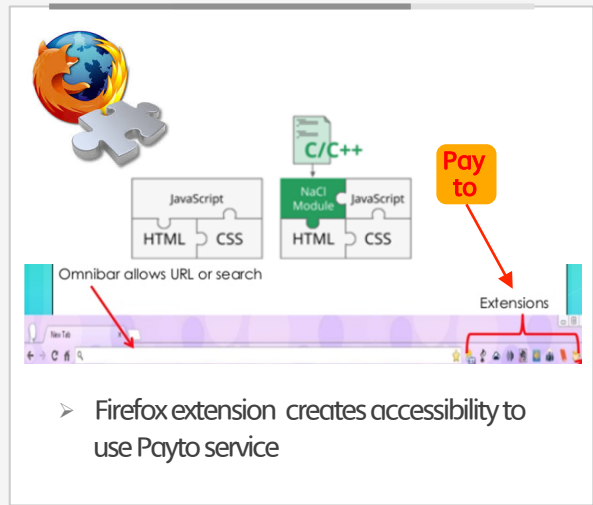 C/C++
Pay
to
JavaScript
HTML
CSS
NaCl
Module
JavaScript
HTML
CSS
Omnibar allows URL or search
Extensions
New Tab
➢ Firefox extension creates accessibility to
use Payto service